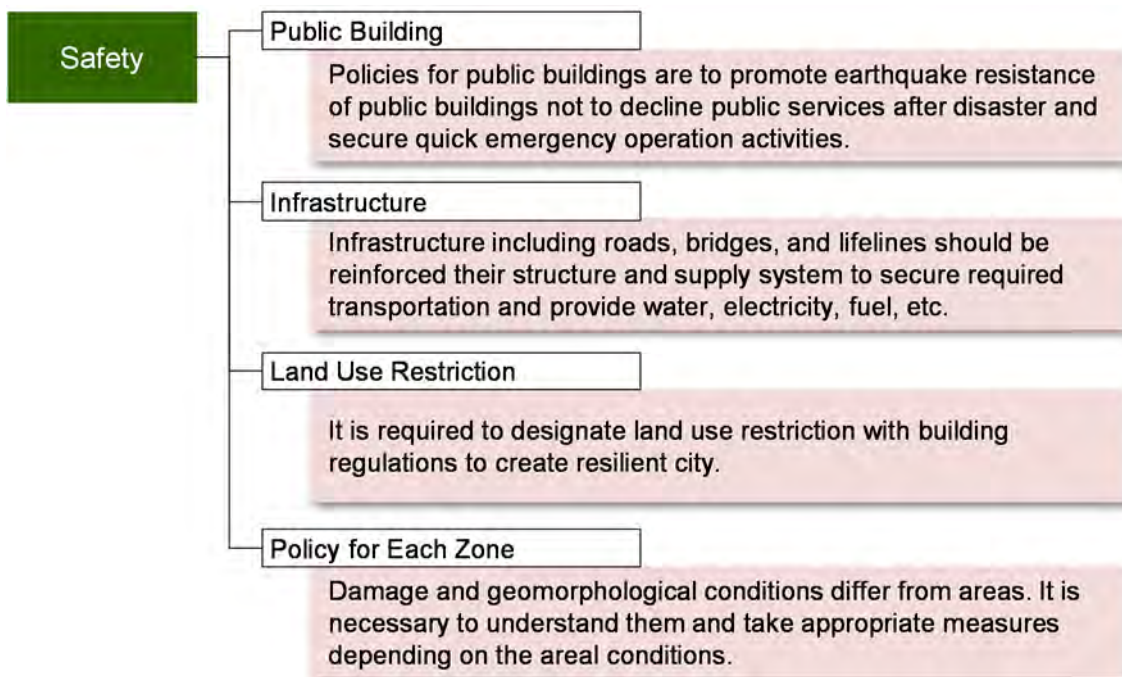 Safety
Public Building
Policies for public buildings are to promote earthquake resistance
of public buildings not to decline public services after disaster and
secure quick emergency operation activities.
Infrastructure
Infrastructure including roads, bridges, and lifelines should be
reinforced their structure and supply system to secure required
transportation and provide water, electricity, fuel, etc.
Land Use Restriction
It is required to designate land use restriction with building
regulations to create resilient city.
Policy for Each Zone
Damage and geomorphological conditions differ from areas. It is
necessary to understand them and take appropriate measures
depending on the areal conditions.